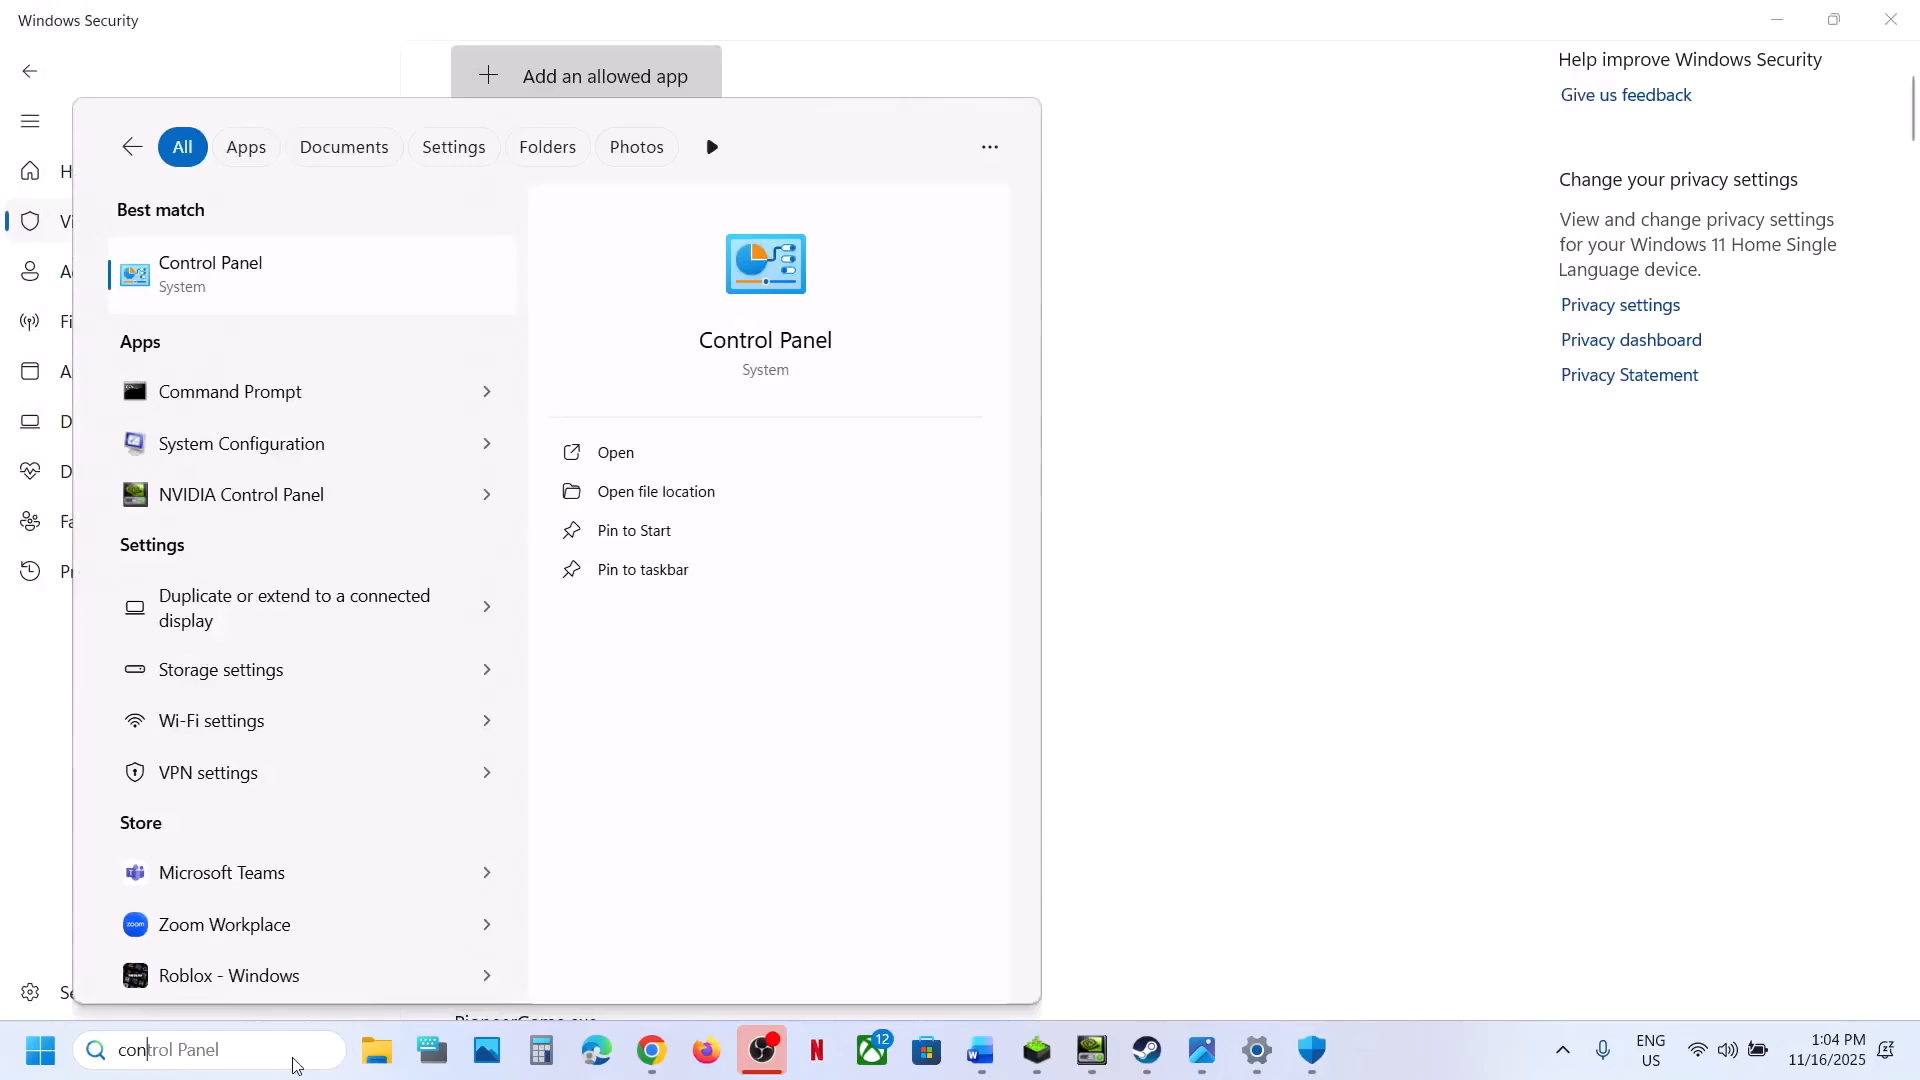 Windows Security
Add an allowed app
Help improve Windows Security
Give us feedback
Change your privacy settings
View and change privacy settings
for your Windows 11 Home Single
Language device.
Privacy settings
Privacy dashboard
Privacy Statement
All
Apps
Documents
Settings
Folders
Photos
Best match
Control Panel
System
Apps
Command Prompt
System Configuration
NVIDIA Control Panel
Settings
Duplicate or extend to a connected
display
Storage settings
Wi-Fi settings
VPN settings
Store
Microsoft Teams
Zoom Workplace
Roblox - Windows
Control Panel
System
Open
Open file location
Pin to Start
Pin to taskbar
control Panel
12
ENG
US
1:04 PM
11/16/2025